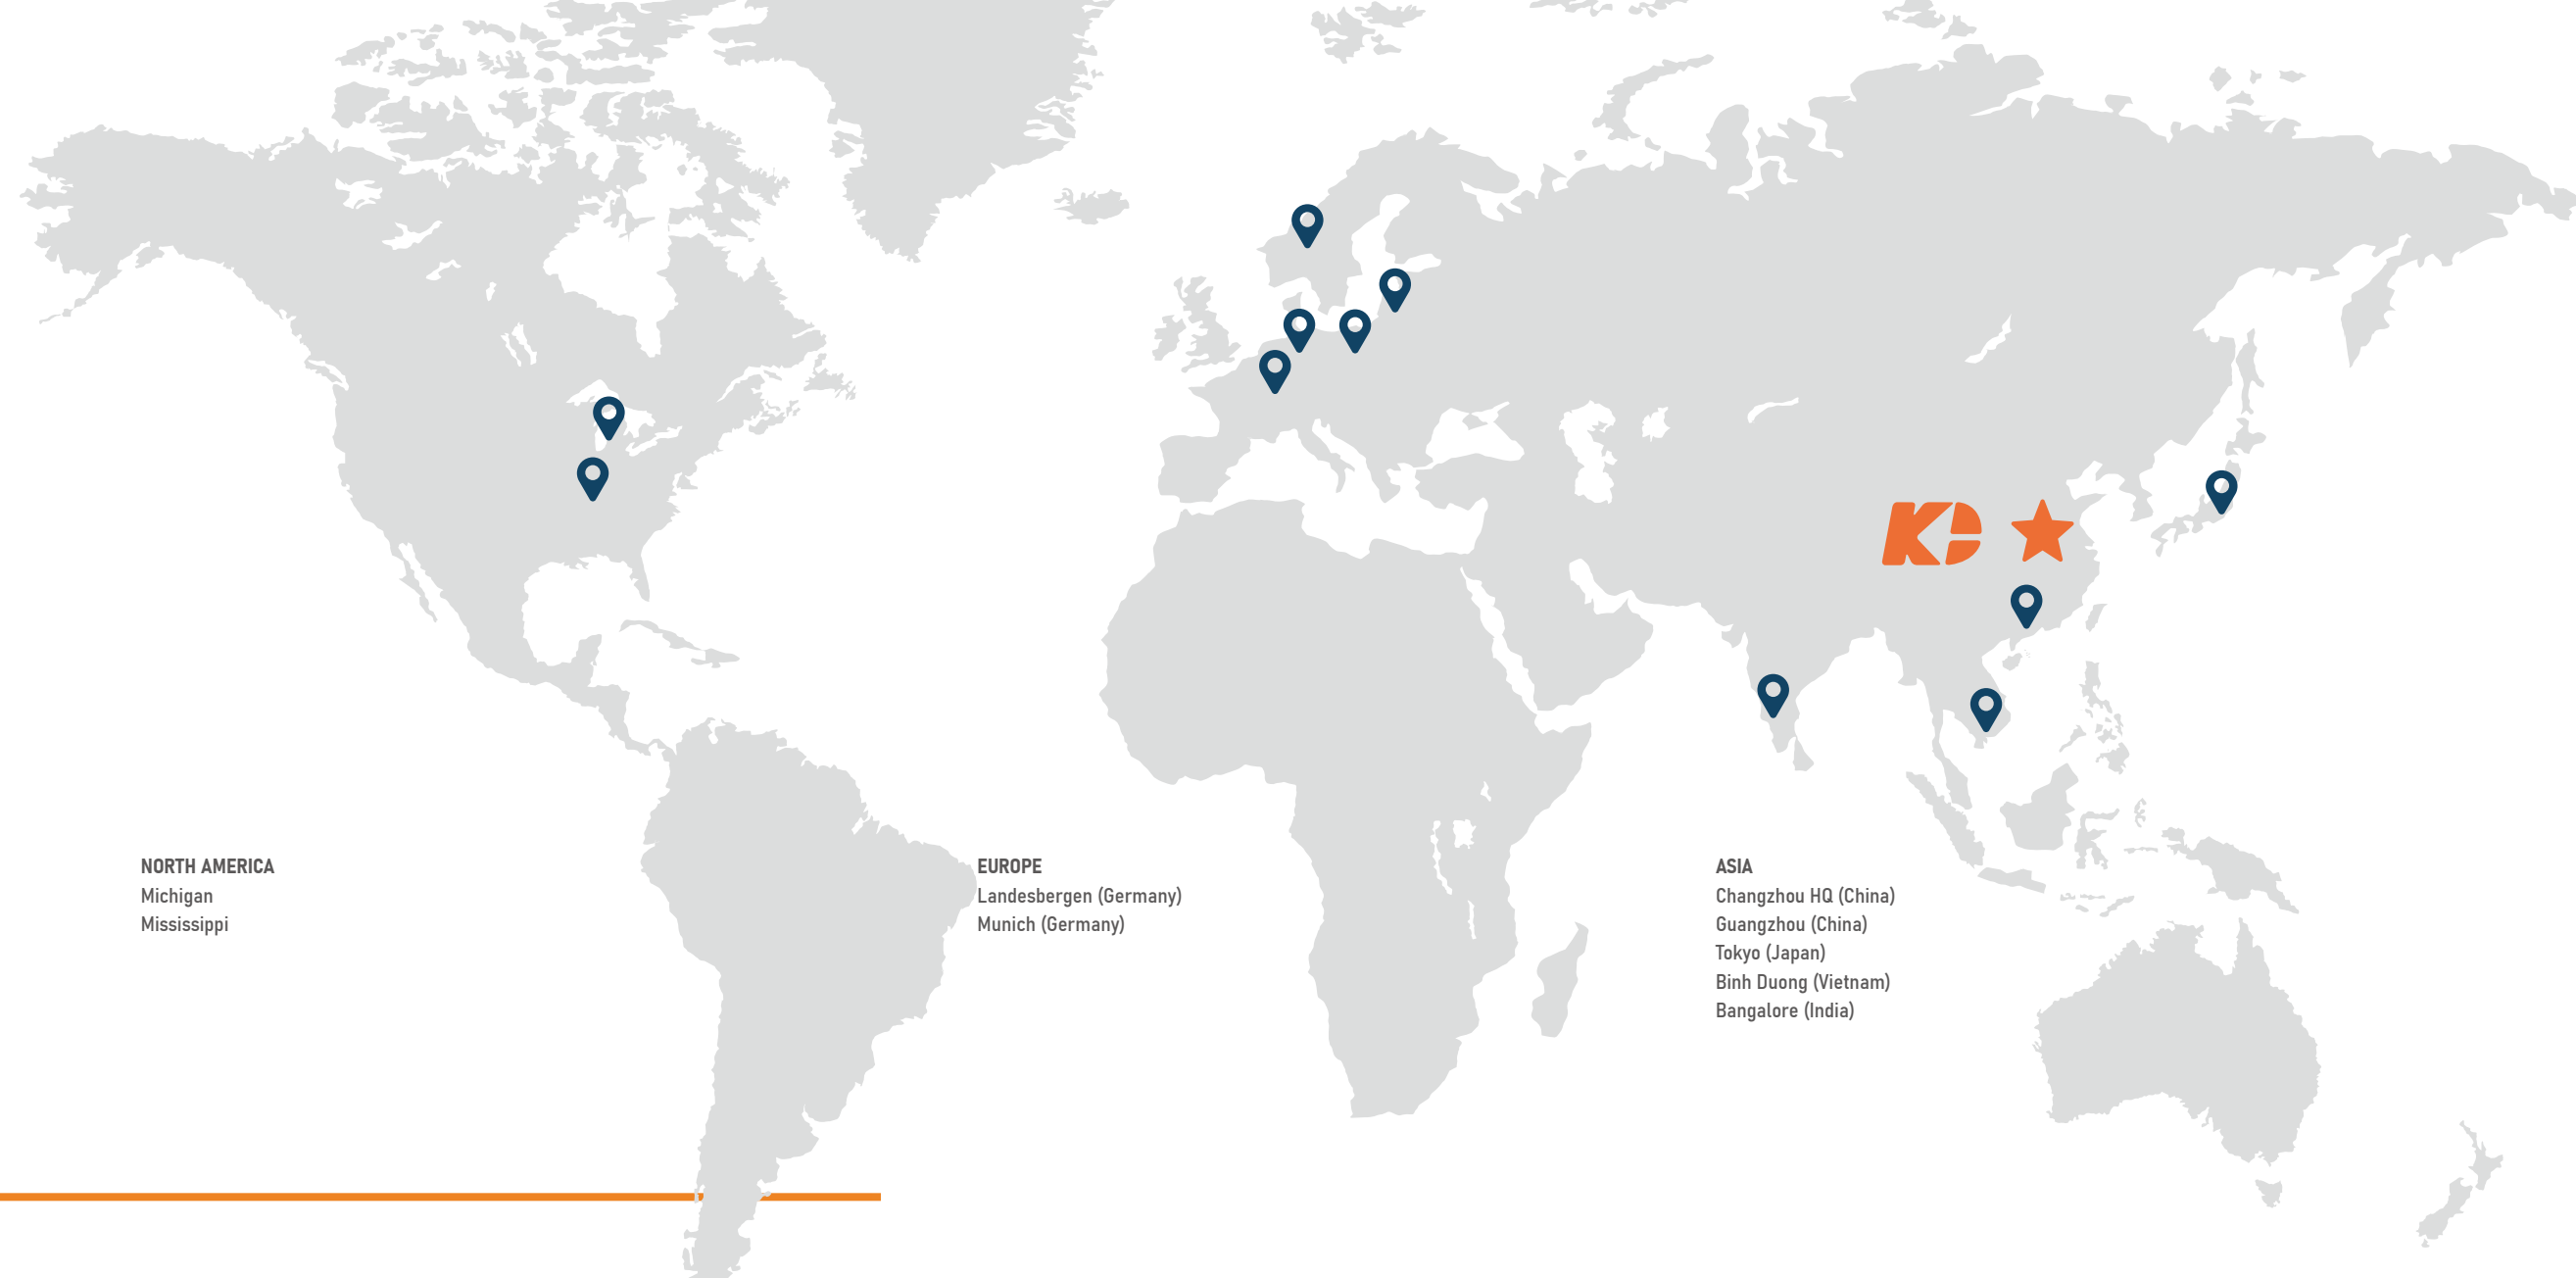 KD
NORTH AMERICA
Michigan
Mississippi
EUROPE
Landesbergen (Germany)
Munich (Germany)
ASIA
Changzhou HQ (China)
Guangzhou (China)
Tokyo (Japan)
Binh Duong (Vietnam)
Bangalore (India)